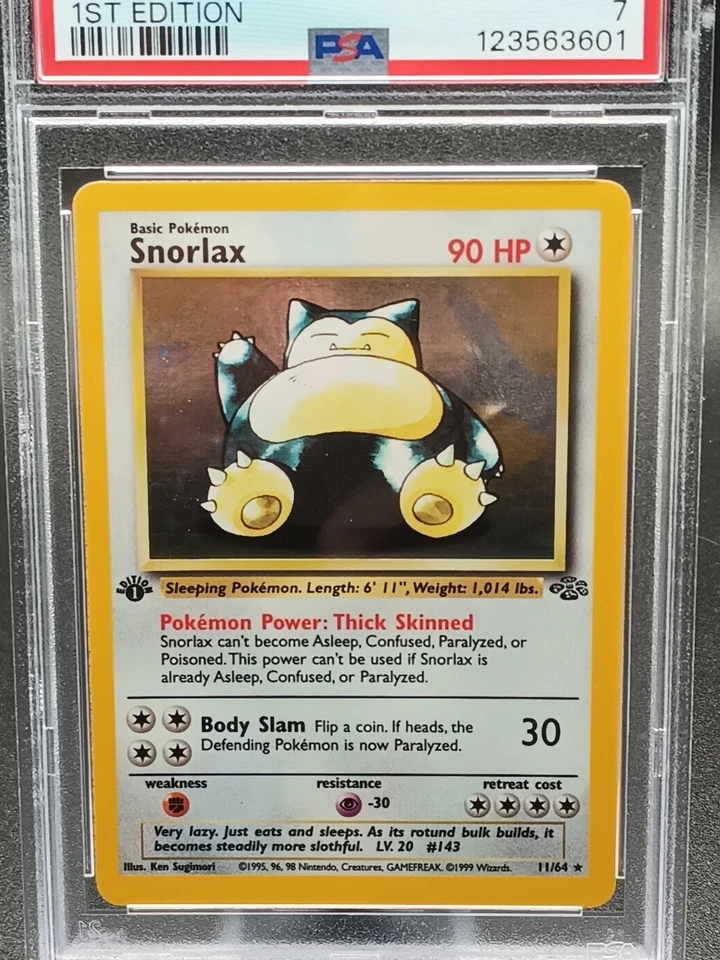 1ST EDITION 7
PSA 123563601
Basic Pokémon
Snorlax 90 HP
EDITION 1
Sleeping Pokémon. Length: 6' 11", Weight: 1,014 lbs.
Pokémon Power: Thick Skinned
Snorlax can't become Asleep, Confused, Paralyzed, or
Poisoned. This power can't be used if Snorlax is
already Asleep, Confused, or Paralyzed.
Body Slam Flip a coin. If heads, the 30
Defending Pokémon is now Paralyzed.
weakness resistance retreat cost
-30
Very lazy. Just eats and sleeps. As its rotund bulk builds, it
becomes steadily more slothful. LV. 20 #143
Illus. Ken Sugimori ©1995, 96, 98 Nintendo, Creatures, GAMEFREAK. ©1999 Wizards. 11/64 ★
PSA